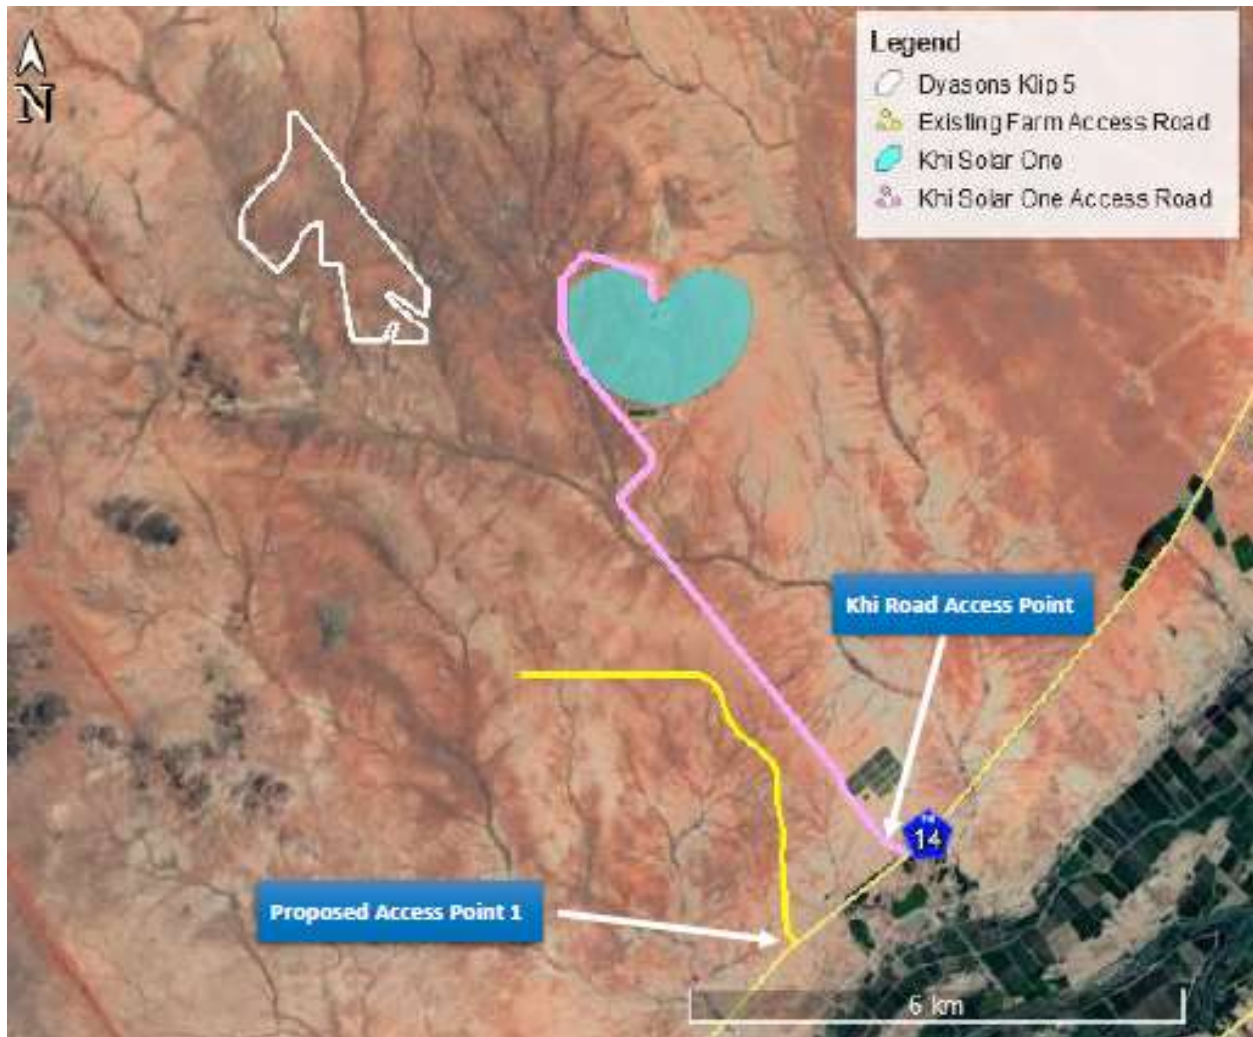 N
Legend
Dyasons Klip 5
Existing Farm Access Road
Khi Solar One
Khi Solar One Access Road
Khi Road Access Point
14
Proposed Access Point 1
6 km